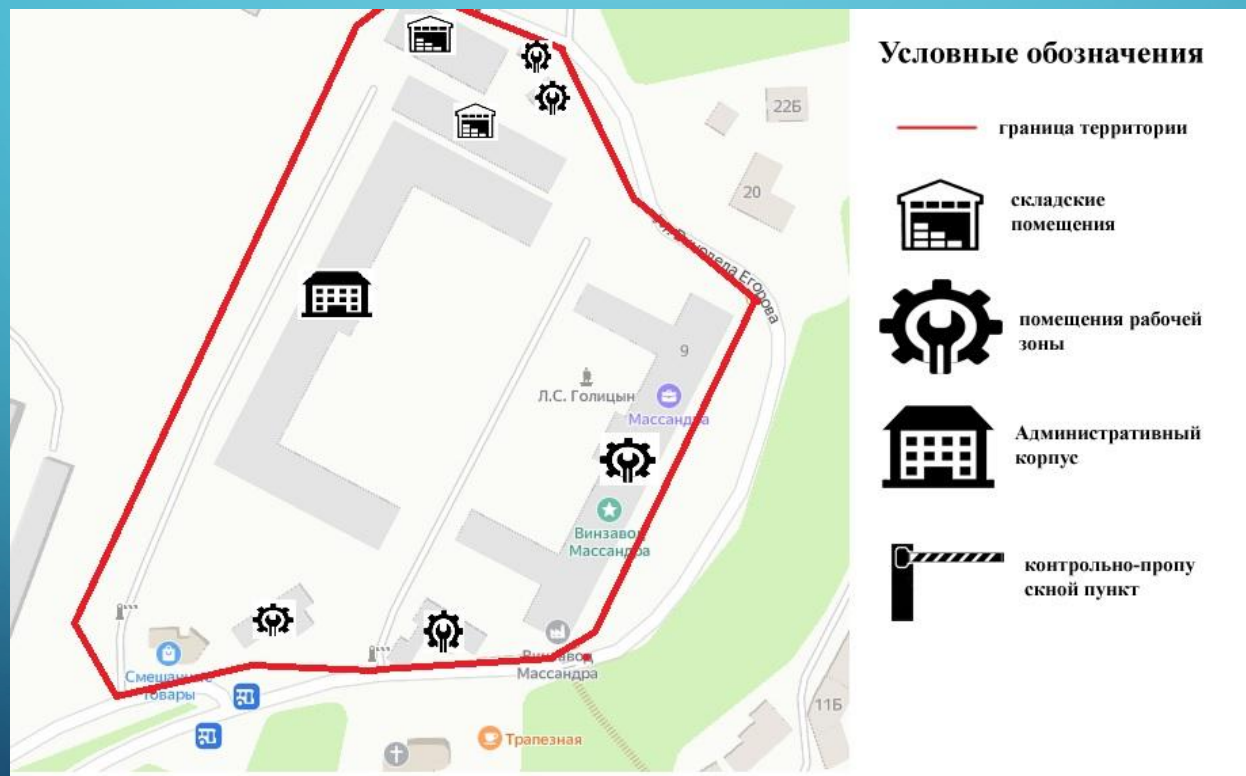 Условные обозначения
граница территории
складские
помещения
помещения рабочей
зоны
Административный
корпус
контрольно-пропу
скной пункт
22Б
20
Егорова
9
Л.С. Голицын
Массандра
Винзавод
Массандра
Винзавод
Массандра
Смешанные
товары
Трапезная
11Б